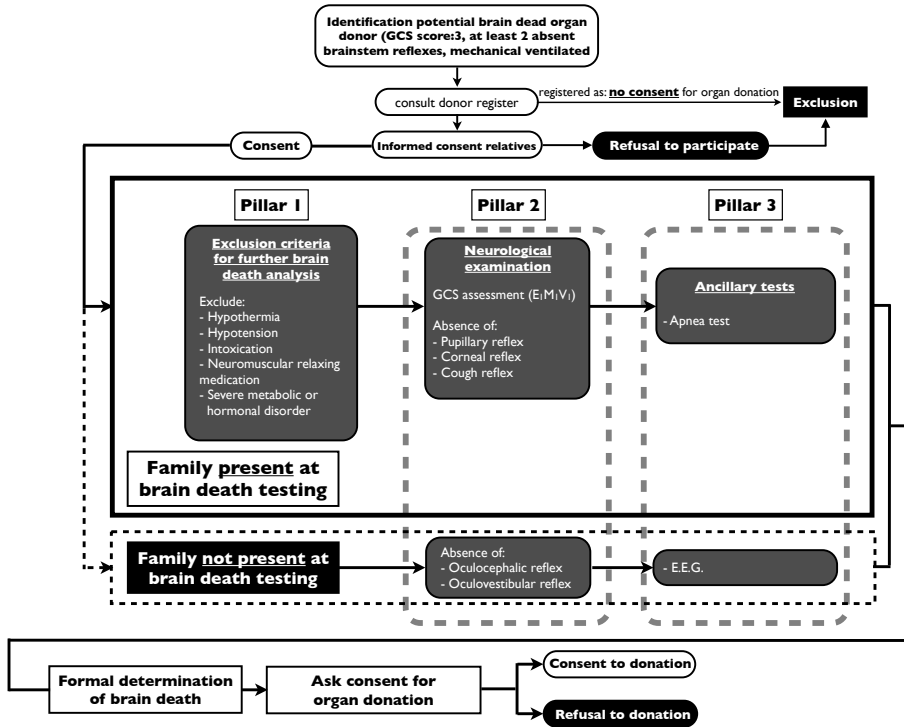 Identification potential brain dead organ
donor (GCS score:3, at least 2 absent
brainstem reflexes, mechanical ventilated
consult donor register
registered as: no consent for organ donation
Exclusion
Consent
Informed consent relatives
Refusal to participate
Pillar 1
Pillar 2
Pillar 3
Exclusion criteria
for further brain
death analysis
Exclude:
- Hypothermia
- Hypotension
- Intoxication
- Neuromuscular relaxing
medication
- Severe metabolic or
hormonal disorder
Neurological
examination
GCS assessment (E₁M₁V₁)
Absence of:
- Pupillary reflex
- Corneal reflex
- Cough reflex
Ancillary tests
- Apnea test
Family present at
brain death testing
Family not present at
brain death testing
Absence of:
- Oculocephalic reflex
- Oculovestibular reflex
- E.E.G.
Formal determination
of brain death
Ask consent for
organ donation
Consent to donation
Refusal to donation